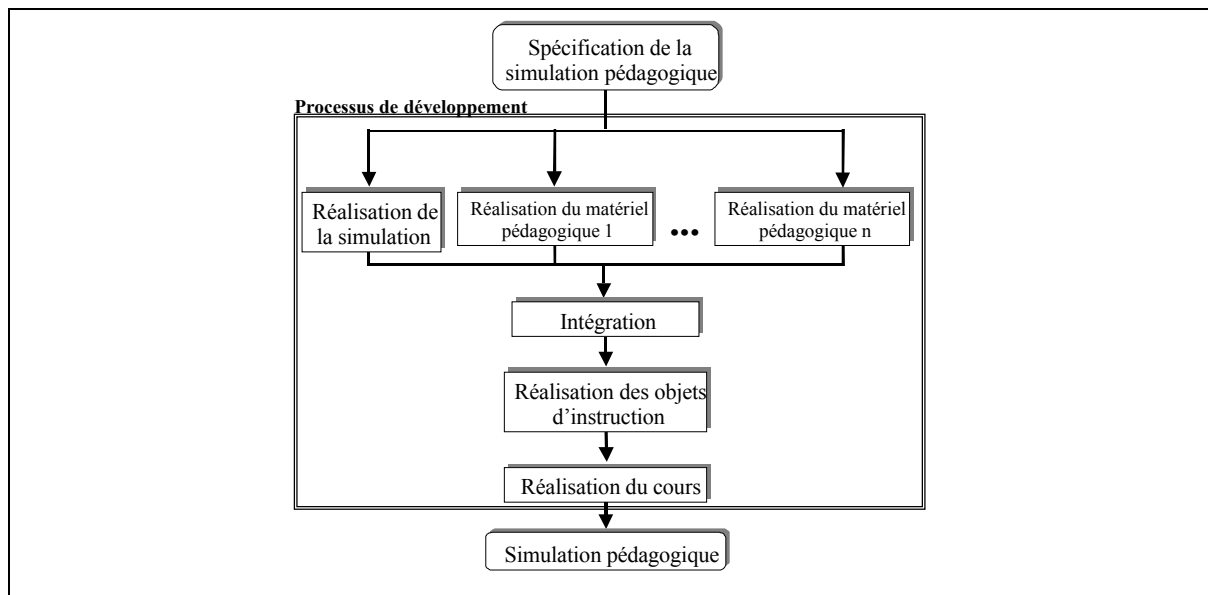 Spécification de la
simulation pédagogique
Processus de développement
Réalisation de
la simulation
Réalisation du matériel
pédagogique 1
...
Réalisation du matériel
pédagogique n
Intégration
Réalisation des objets
d’instruction
Réalisation du cours
Simulation pédagogique